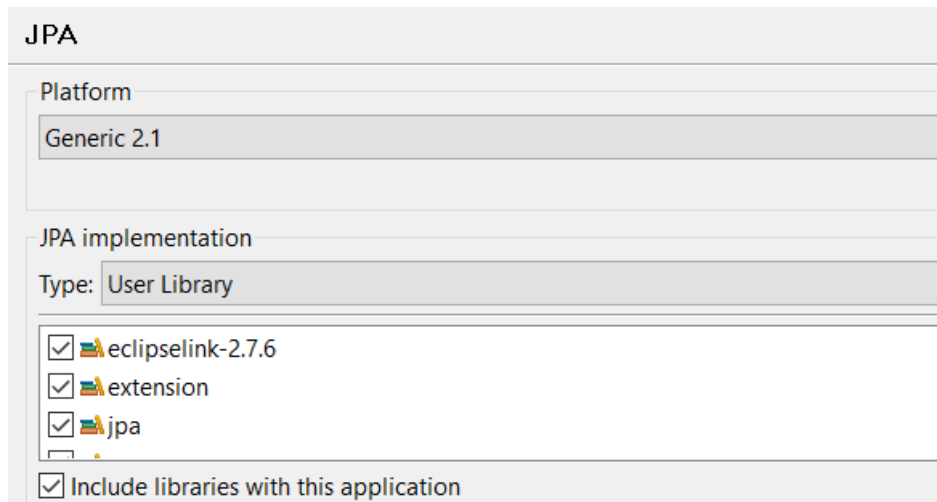 JPA
Platform
Generic 2.1
JPA implementation
Type: User Library
eclipselink-2.7.6
extension
jpa
Include libraries with this application